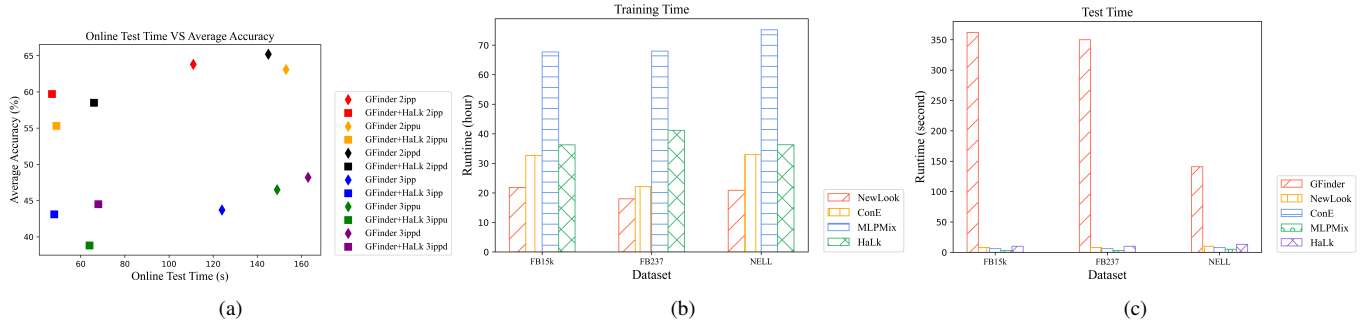 Online Test Time VS Average Accuracy
Average Accuracy (%)
65
60
55
50
45
40
60
80
100
120
140
160
Online Test Time (s)
GFinder 2ipp
GFinder+HaLk 2ipp
GFinder 2ippu
GFinder+HaLk 2ippu
GFinder 2ippd
GFinder+HaLk 2ippd
GFinder 3ipp
GFinder+HaLk 3ipp
GFinder 3ippu
GFinder+HaLk 3ippu
GFinder 3ippd
GFinder+HaLk 3ippd
(a)
Training Time
Runtime (hour)
70
60
50
40
30
20
10
0
FB15k
FB237
NELL
Dataset
NewLook
ConE
MLPMix
HaLk
(b)
Test Time
Runtime (second)
350
300
250
200
150
100
50
0
FB15k
FB237
NELL
Dataset
GFinder
NewLook
ConE
MLPMix
HaLk
(c)